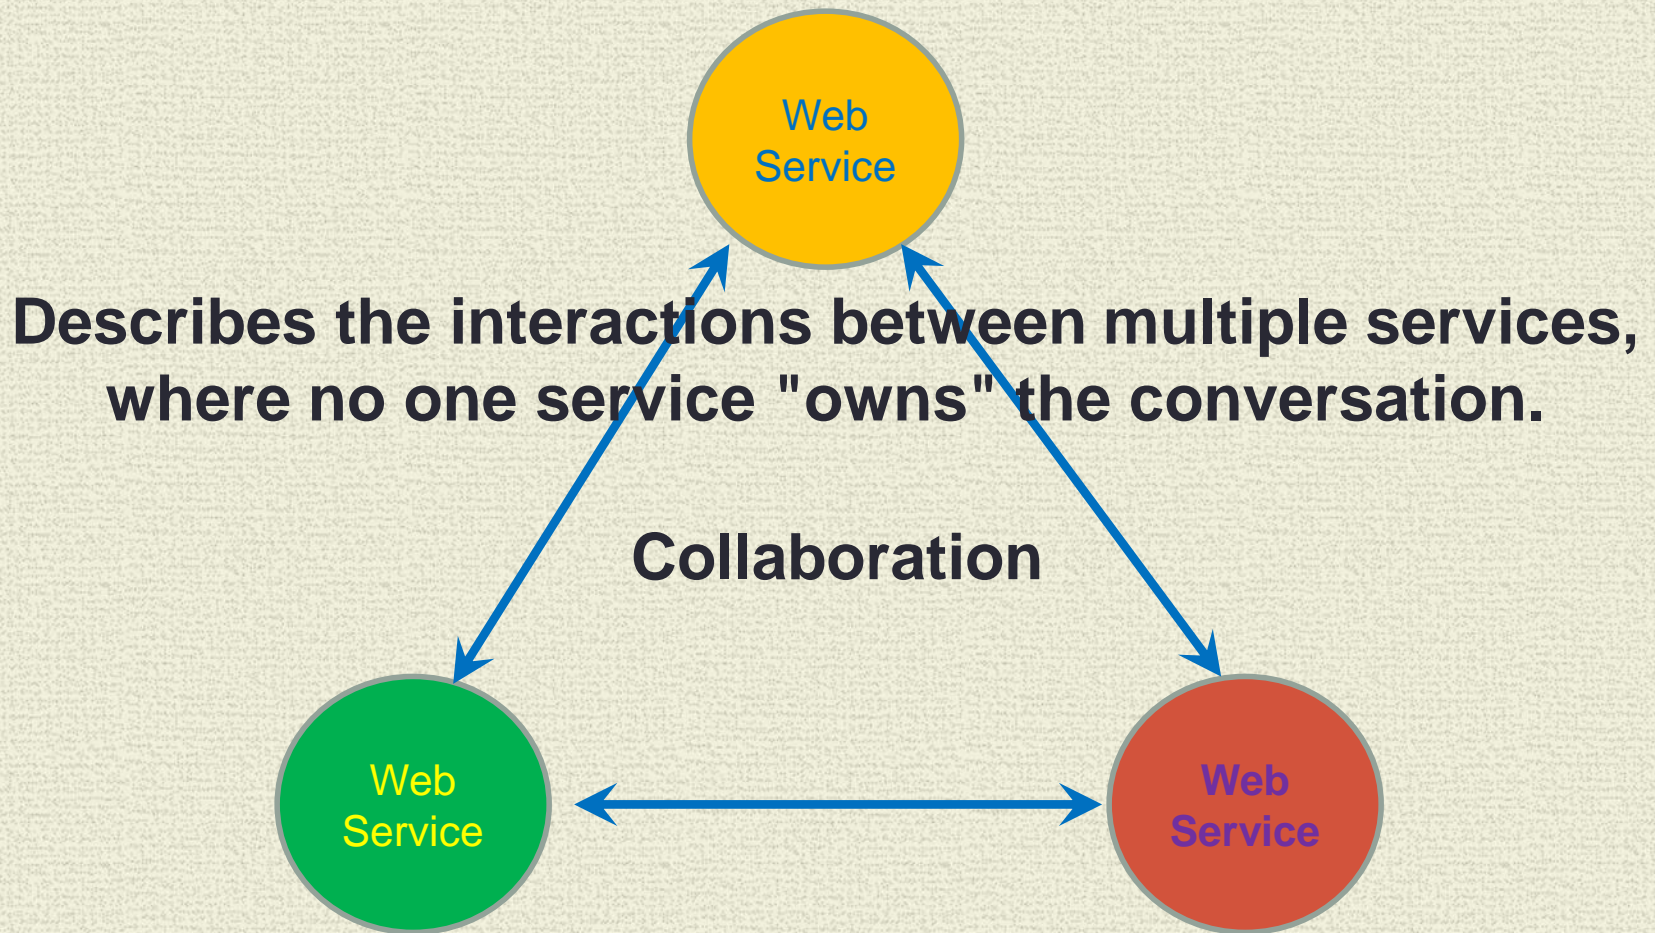 Web
Service
Describes the interactions between multiple services,
where no one service "owns" the conversation.
Collaboration
Web
Service
Web
Service